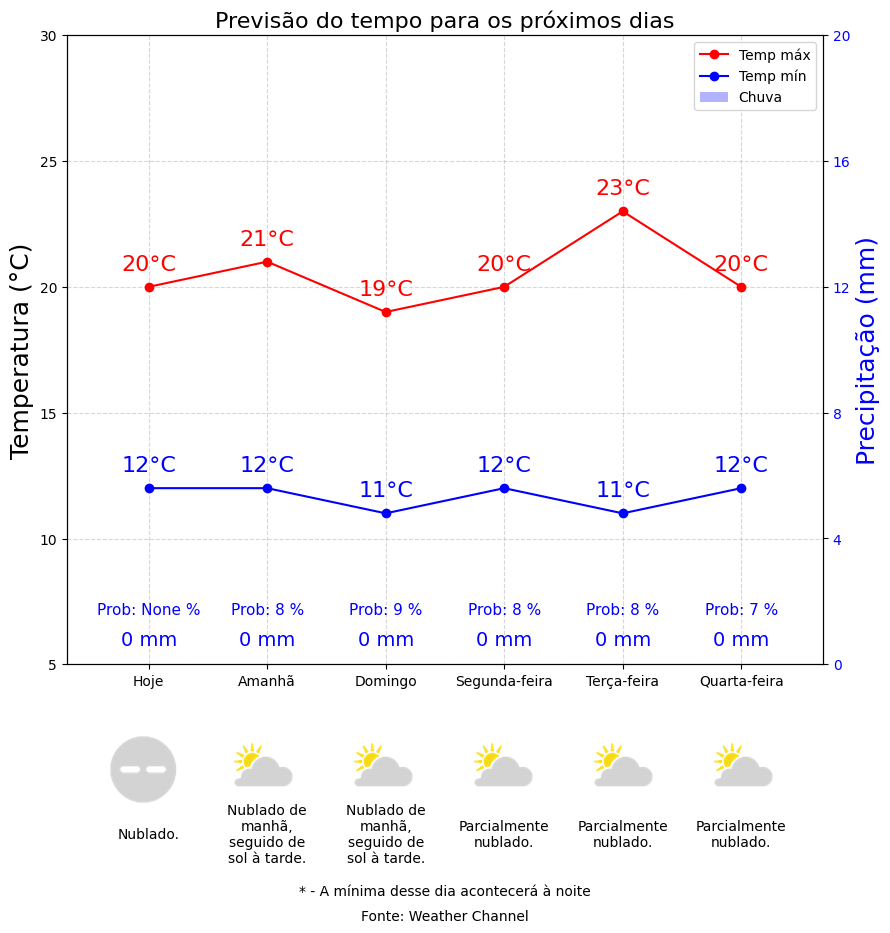 Previsão do tempo para os próximos dias
Temp máx
Temp mín
Chuva
Temperatura (°C)
Precipitação (mm)
30
25
20
15
10
5
20
16
12
8
4
0
20°C 21°C 19°C 20°C 23°C 20°C
12°C 12°C 11°C 12°C 11°C 12°C
Prob: None % Prob: 8 % Prob: 9 % Prob: 8 % Prob: 8 % Prob: 7 %
0 mm 0 mm 0 mm 0 mm 0 mm 0 mm
Hoje Amanhã Domingo Segunda-feira Terça-feira Quarta-feira
Nublado.
Nublado de
manhã,
seguido de
sol à tarde.
Nublado de
manhã,
seguido de
sol à tarde.
Parcialmente
nublado.
Parcialmente
nublado.
Parcialmente
nublado.
* - A mínima desse dia acontecerá à noite
Fonte: Weather Channel